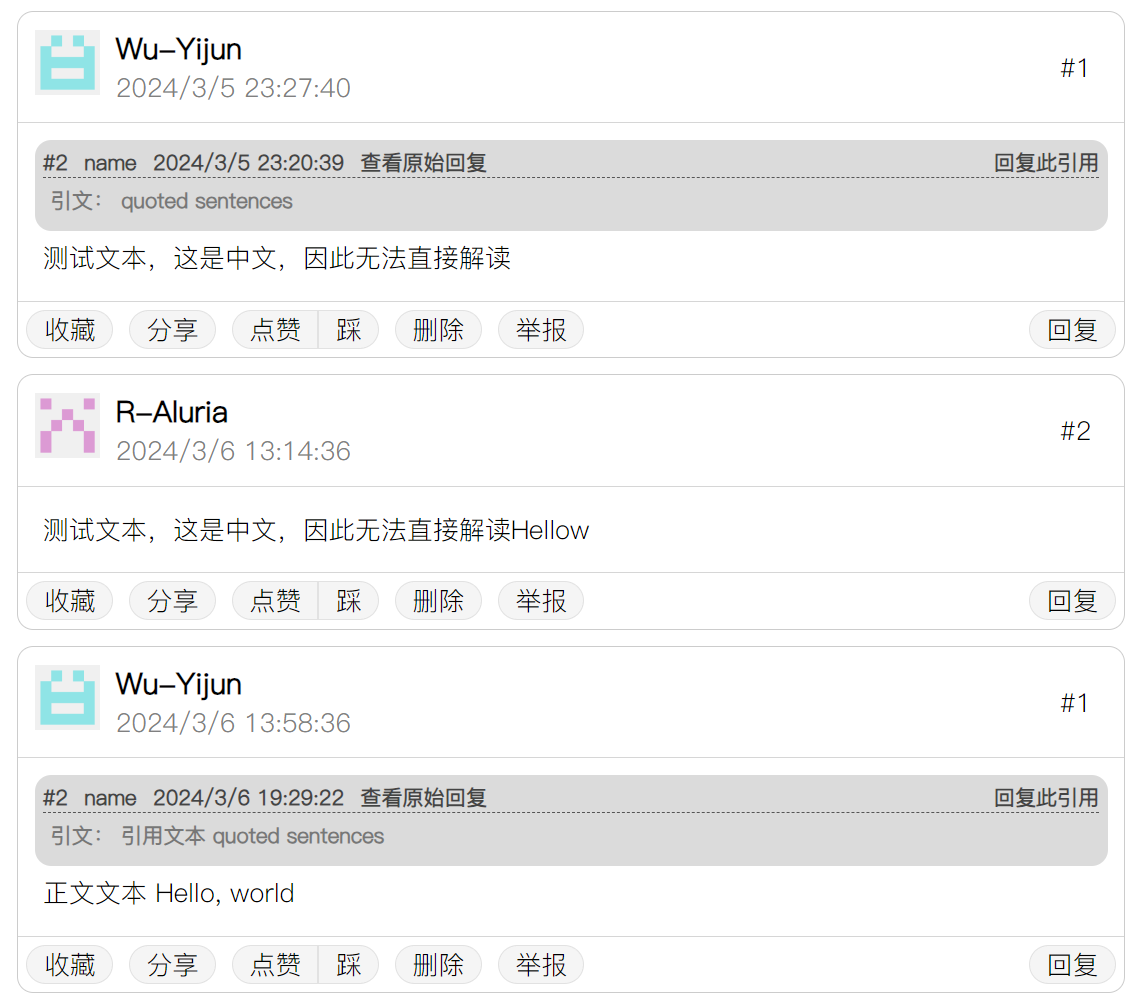 Wu-Yijun
2024/3/5 23:27:40
#1
#2 name 2024/3/5 23:20:39 查看原始回复 回复此引用
引文： quoted sentences
测试文本，这是中文，因此无法直接解读
收藏 分享 点赞 踩 删除 举报 回复
R-Aluria
2024/3/6 13:14:36
#2
测试文本，这是中文，因此无法直接解读Hellow
收藏 分享 点赞 踩 删除 举报 回复
Wu-Yijun
2024/3/6 13:58:36
#1
#2 name 2024/3/6 19:29:22 查看原始回复 回复此引用
引文： 引用文本 quoted sentences
正文文本 Hello, world
收藏 分享 点赞 踩 删除 举报 回复